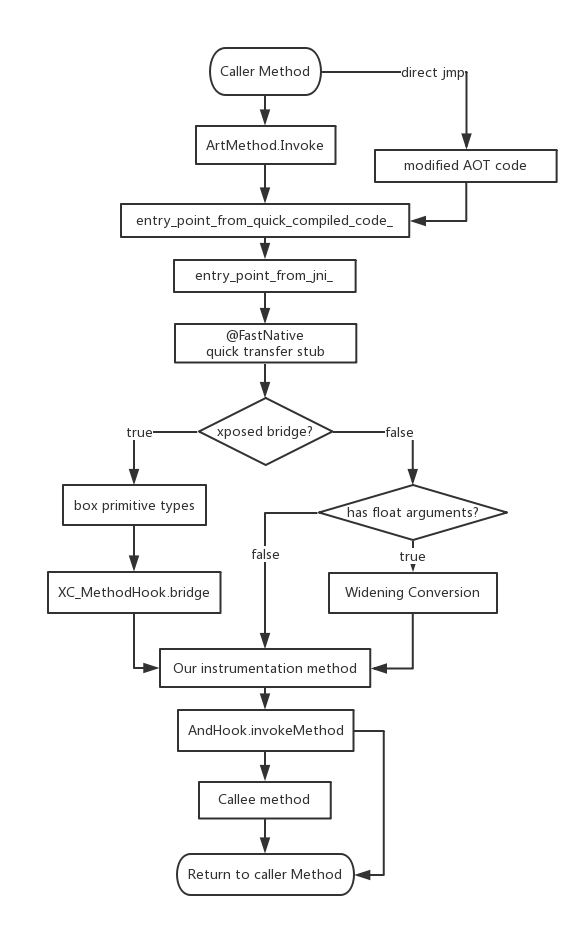 Caller Method
direct jmp
ArtMethod.Invoke
modified AOT code
entry_point_from_quick_compiled_code_
entry_point_from_jni_
@FastNative
quick transfer stub
xposed bridge?
true
false
box primitive types
has float arguments?
false
true
XC_MethodHook.bridge
Widening Conversion
Our instrumentation method
AndHook.invokeMethod
Callee method
Return to caller Method